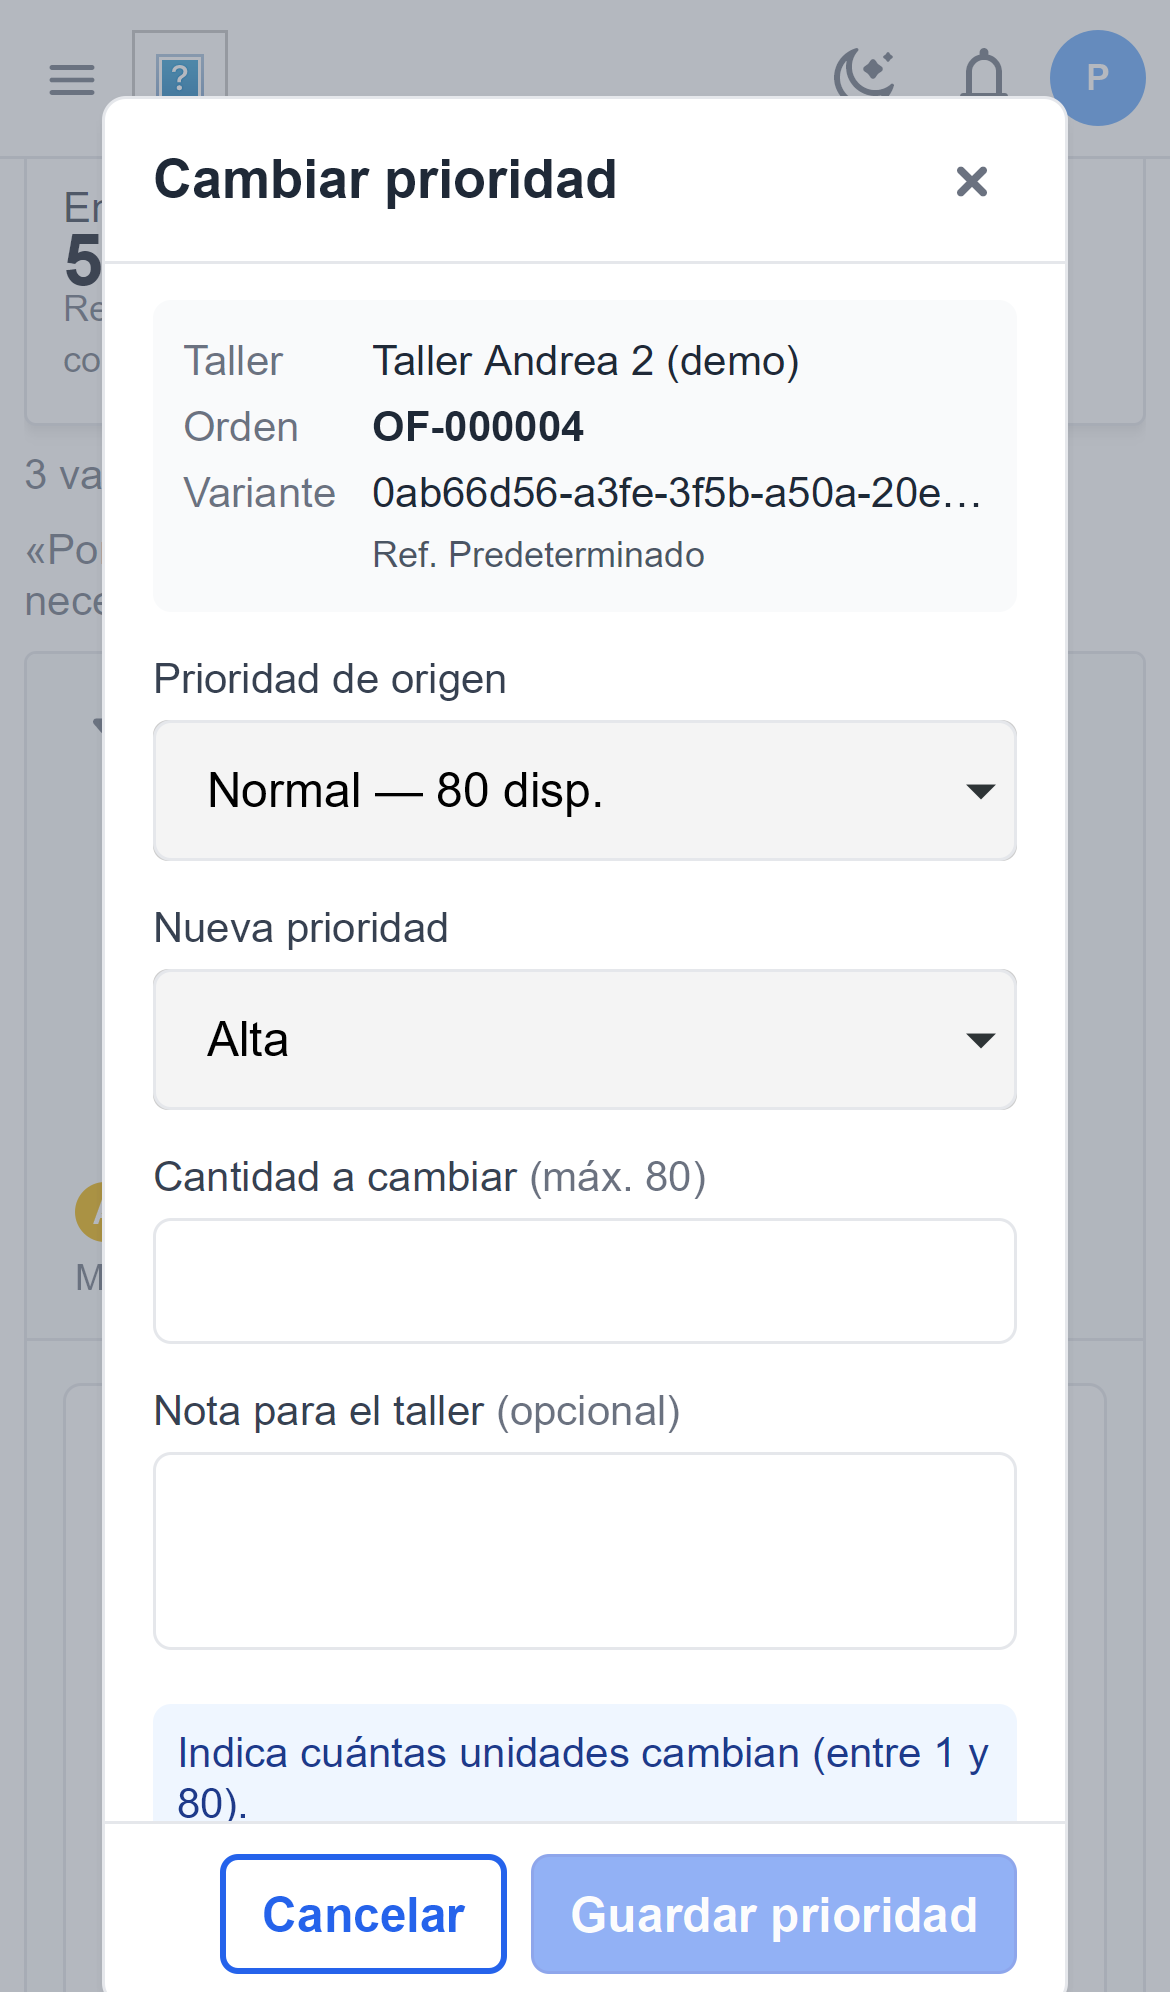 ?
P
Cambiar prioridad
Taller Taller Andrea 2 (demo)
Orden OF-000004
Variante 0ab66d56-a3fe-3f5b-a50a-20e…
Ref. Predeterminado
Prioridad de origen
Normal — 80 disp.
Nueva prioridad
Alta
Cantidad a cambiar (máx. 80)
Nota para el taller (opcional)
Indica cuántas unidades cambian (entre 1 y
80).
Cancelar
Guardar prioridad
5
3